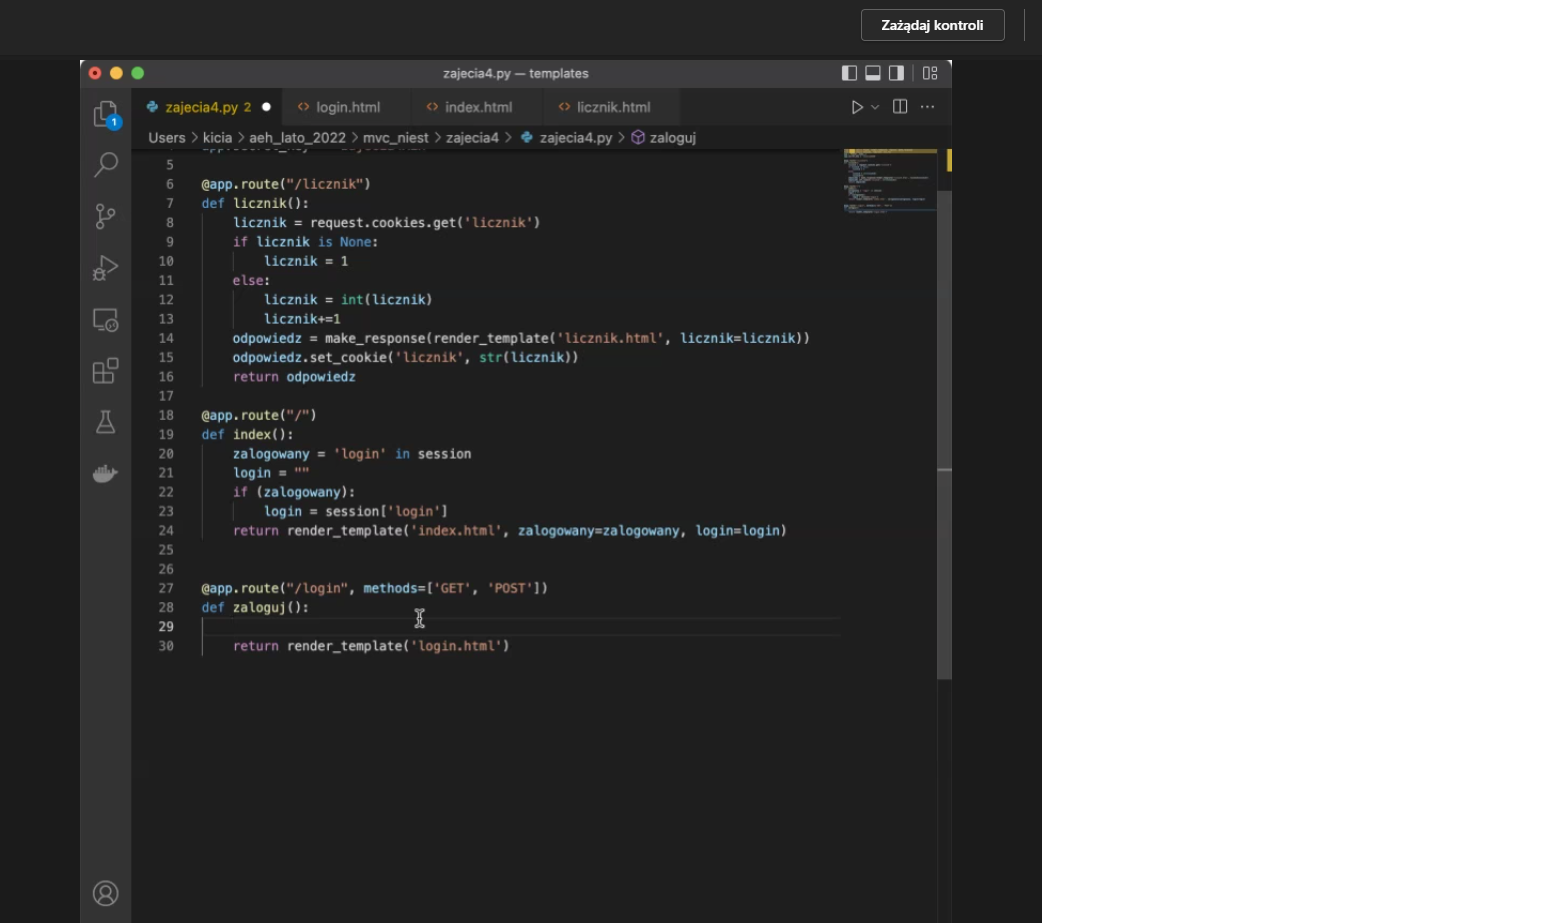 Zażądaj kontroli
zajecia4.py — templates
zajecia4.py 2 login.html index.html licznik.html
1
Users > kicia > aeh_lato_2022 > mvc_niest > zajecia4 > zajecia4.py > zaloguj
5
6 @app.route("/licznik")
7 def licznik():
8 licznik = request.cookies.get('licznik')
9 if licznik is None:
10 licznik = 1
11 else:
12 licznik = int(licznik)
13 licznik+=1
14 odpowiedz = make_response(render_template('licznik.html', licznik=licznik))
15 odpowiedz.set_cookie('licznik', str(licznik))
16 return odpowiedz
17
18 @app.route("/")
19 def index():
20 zalogowany = 'login' in session
21 login = ""
22 if (zalogowany):
23 login = session['login']
24 return render_template('index.html', zalogowany=zalogowany, login=login)
25
26
27 @app.route("/login", methods=['GET', 'POST'])
28 def zaloguj():
29
30 return render_template('login.html')